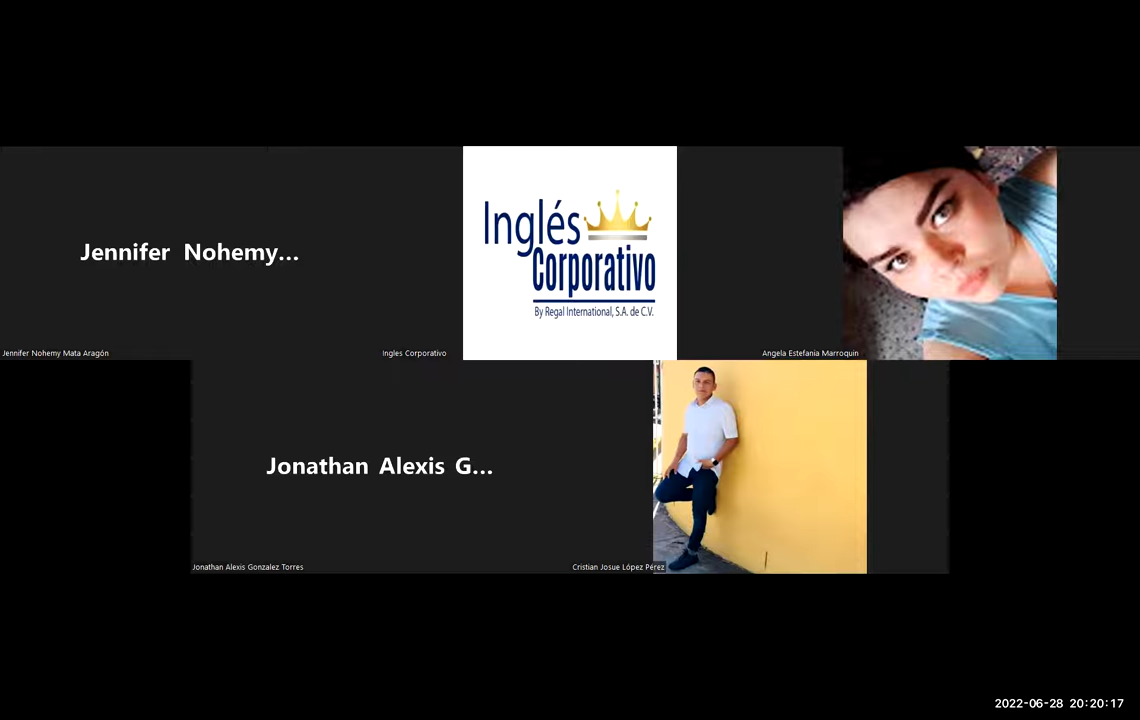 Jennifer Nohemy...
Inglés
Corporativo
By Regal International, S.A. de C.V.
Jennifer Nohemy Mata Aragón
Ingles Corporativo
Angela Estefania Marroquin
Jonathan Alexis G...
Jonathan Alexis Gonzalez Torres
Cristian Josue López Pérez
2022-06-28 20:20:17